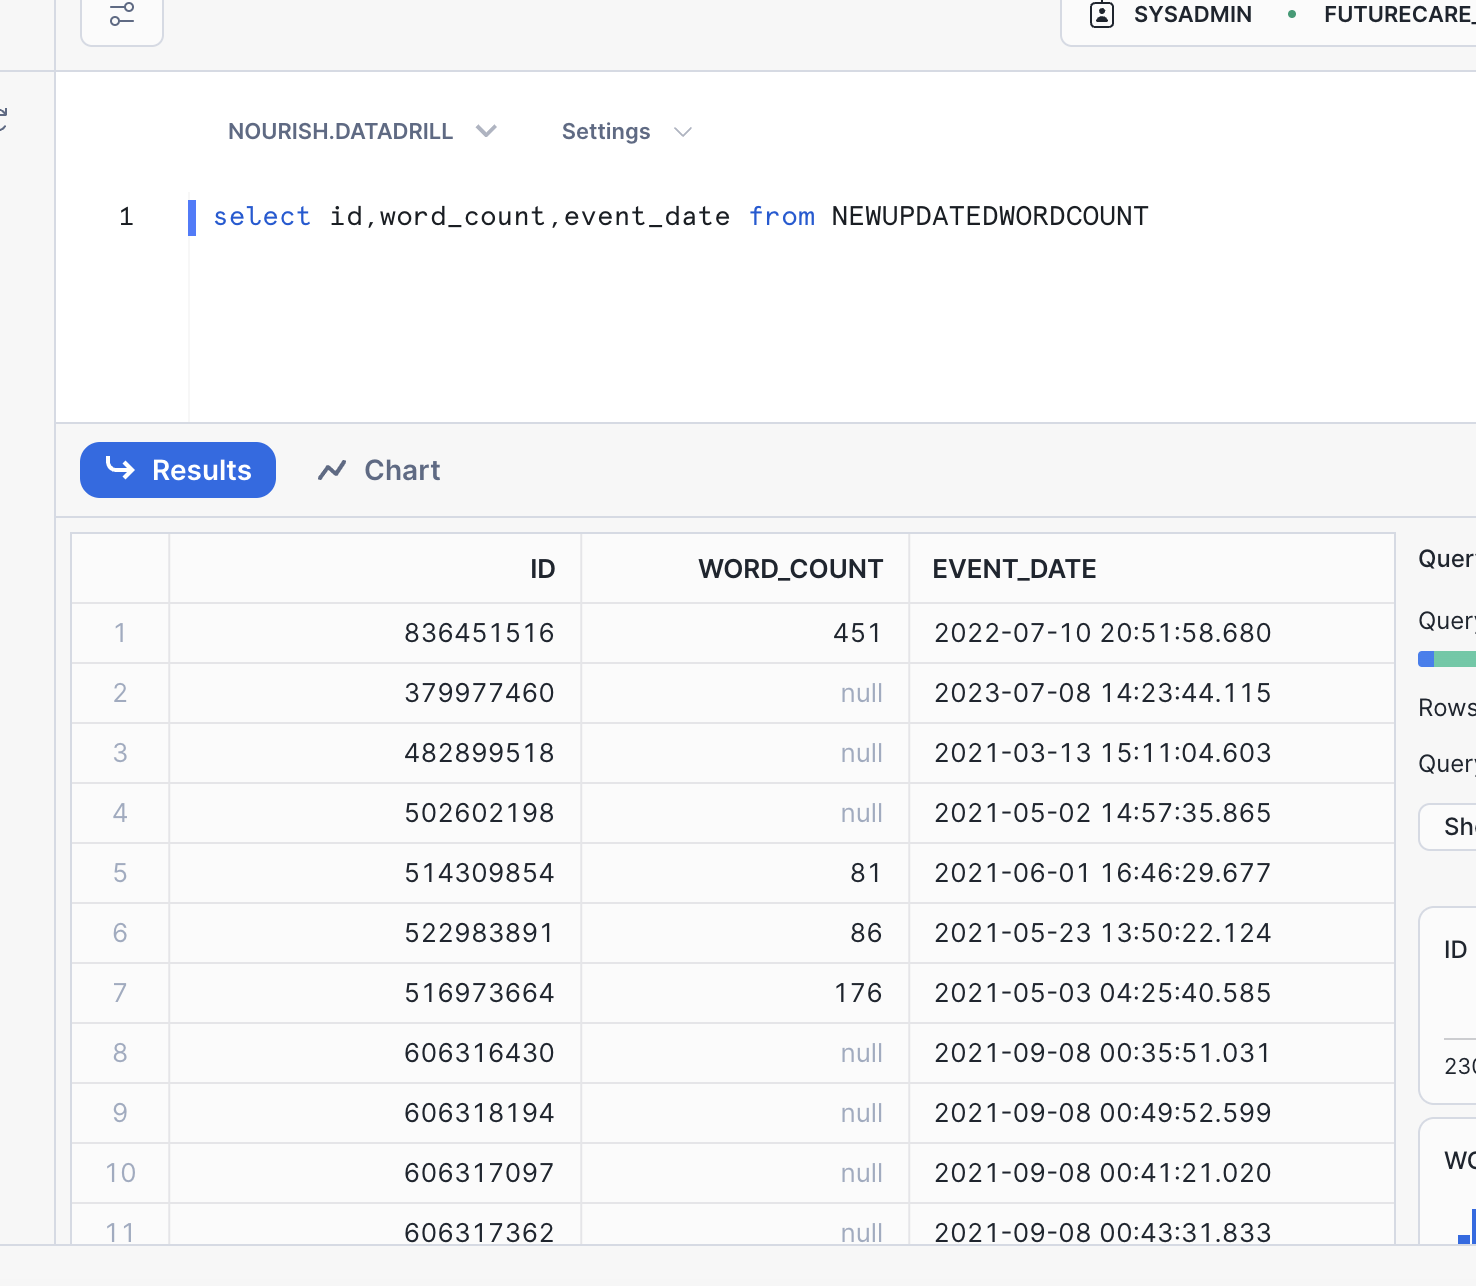 SYSADMIN • FUTURECARE_
NOURISH.DATADRILL Settings
1 select id,word_count,event_date from NEWUPDATEDWORDCOUNT
Results Chart
ID WORD_COUNT EVENT_DATE
1 836451516 451 2022-07-10 20:51:58.680
2 379977460 null 2023-07-08 14:23:44.115
3 482899518 null 2021-03-13 15:11:04.603
4 502602198 null 2021-05-02 14:57:35.865
5 514309854 81 2021-06-01 16:46:29.677
6 522983891 86 2021-05-23 13:50:22.124
7 516973664 176 2021-05-03 04:25:40.585
8 606316430 null 2021-09-08 00:35:51.031
9 606318194 null 2021-09-08 00:49:52.599
10 606317097 null 2021-09-08 00:41:21.020
11 606317362 null 2021-09-08 00:43:31.833
Quer
Query
Rows
Query
Sh
ID
230
WO